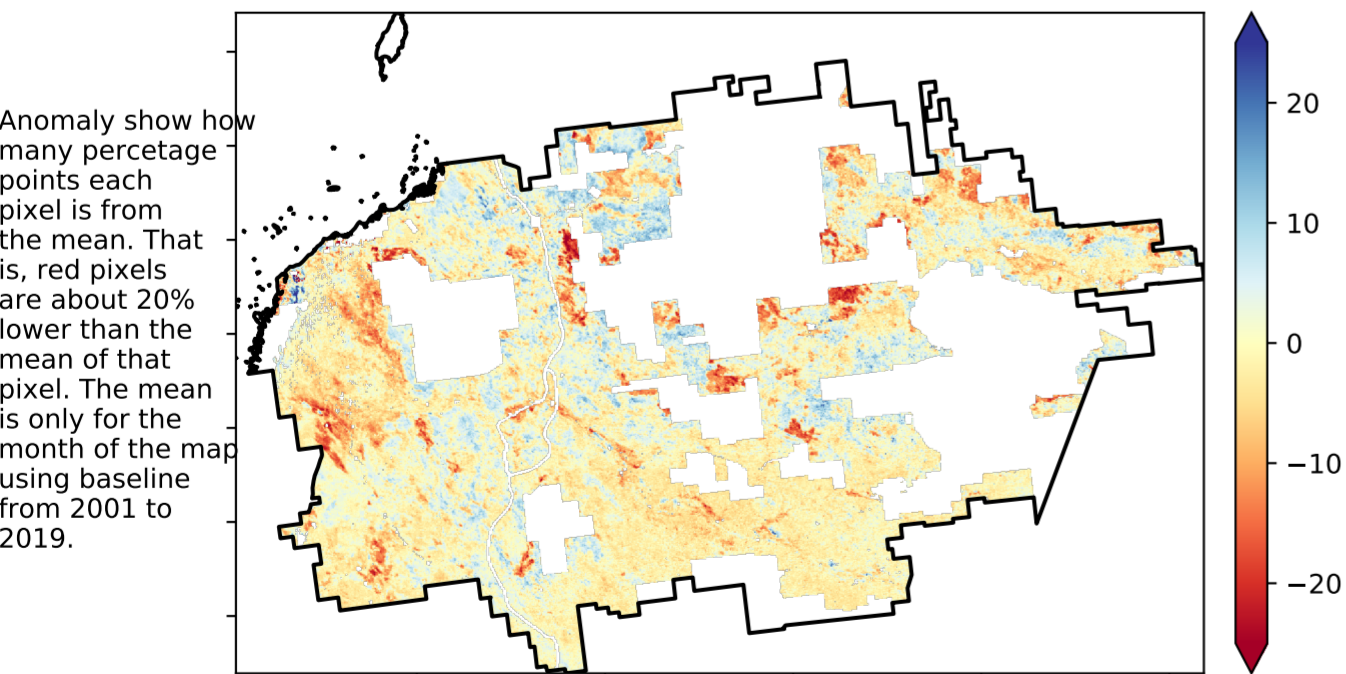 Anomaly show how
many percetage
points each
pixel is from
the mean. That
is, red pixels
are about 20%
lower than the
mean of that
pixel. The mean
is only for the
month of the map
using baseline
from 2001 to
2019.
20
10
0
−10
−20